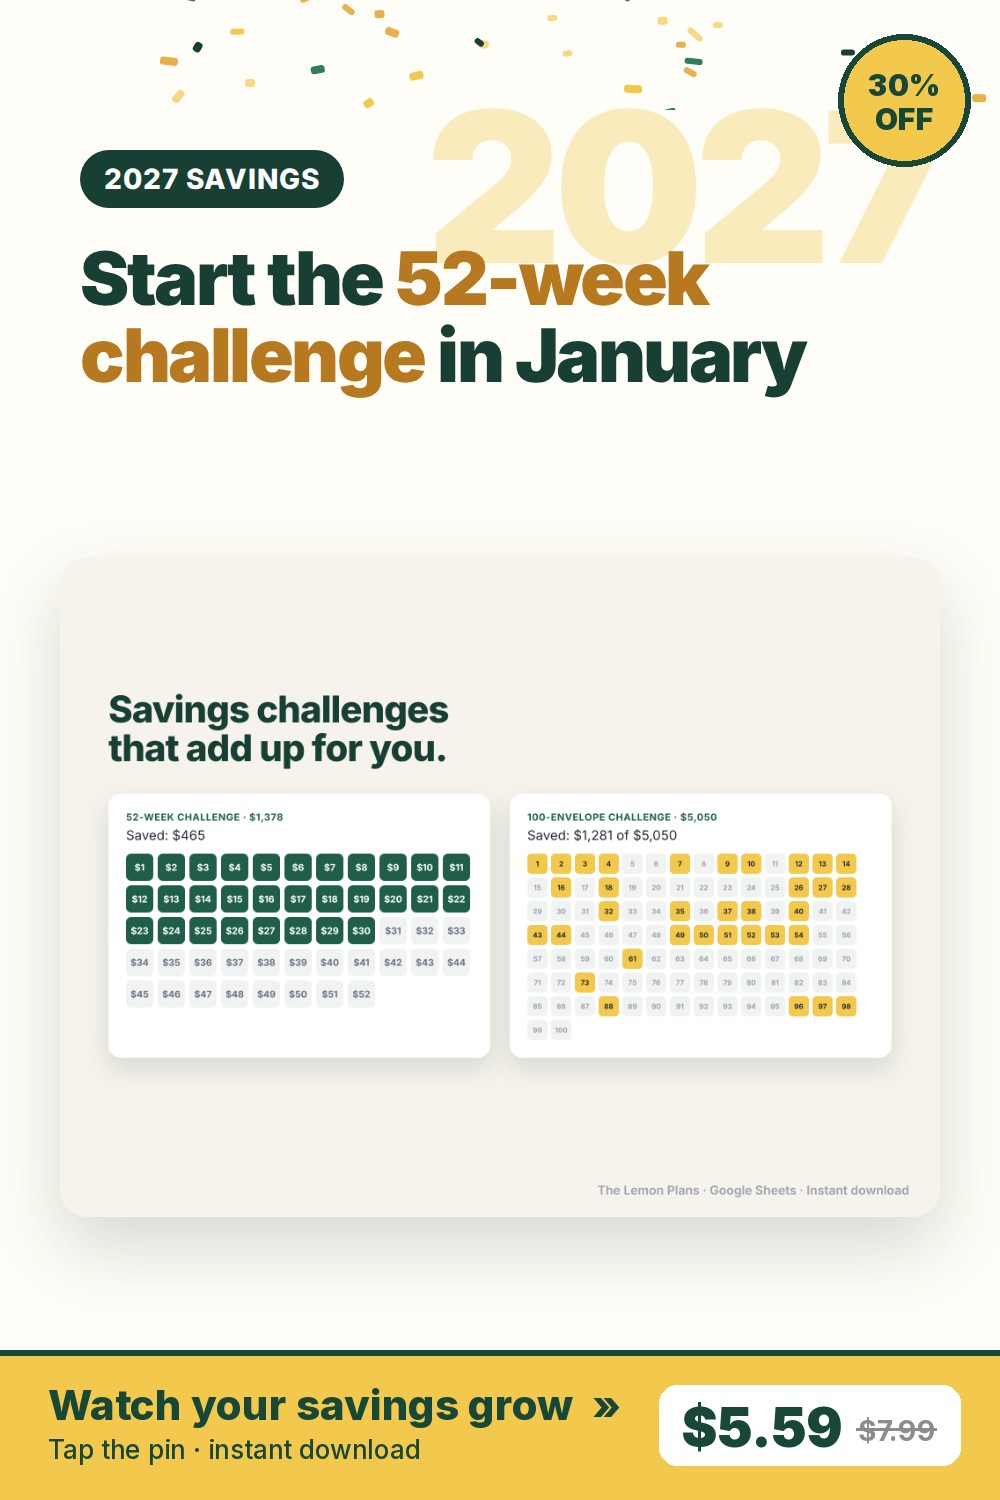 2027
30%
OFF
2027 SAVINGS
Start the 52-week
challenge in January
Savings challenges
that add up for you.
52-WEEK CHALLENGE · $1,378
Saved: $465
$1 $2 $3 $4 $5 $6 $7 $8 $9 $10 $11
$12 $13 $14 $15 $16 $17 $18 $19 $20 $21 $22
$23 $24 $25 $26 $27 $28 $29 $30 $31 $32 $33
$34 $35 $36 $37 $38 $39 $40 $41 $42 $43 $44
$45 $46 $47 $48 $49 $50 $51 $52
100-ENVELOPE CHALLENGE · $5,050
Saved: $1,281 of $5,050
1 2 3 4 5 6 7 8 9 10 11 12 13 14
15 16 17 18 19 20 21 22 23 24 25 26 27 28
29 30 31 32 33 34 35 36 37 38 39 40 41 42
43 44 45 46 47 48 49 50 51 52 53 54 55 56
57 58 59 60 61 62 63 64 65 66 67 68 69 70
71 72 73 74 75 76 77 78 79 80 81 82 83 84
85 86 87 88 89 90 91 92 93 94 95 96 97 98
99 100
The Lemon Plans · Google Sheets · Instant download
Watch your savings grow »
Tap the pin · instant download
$5.59 $7.99